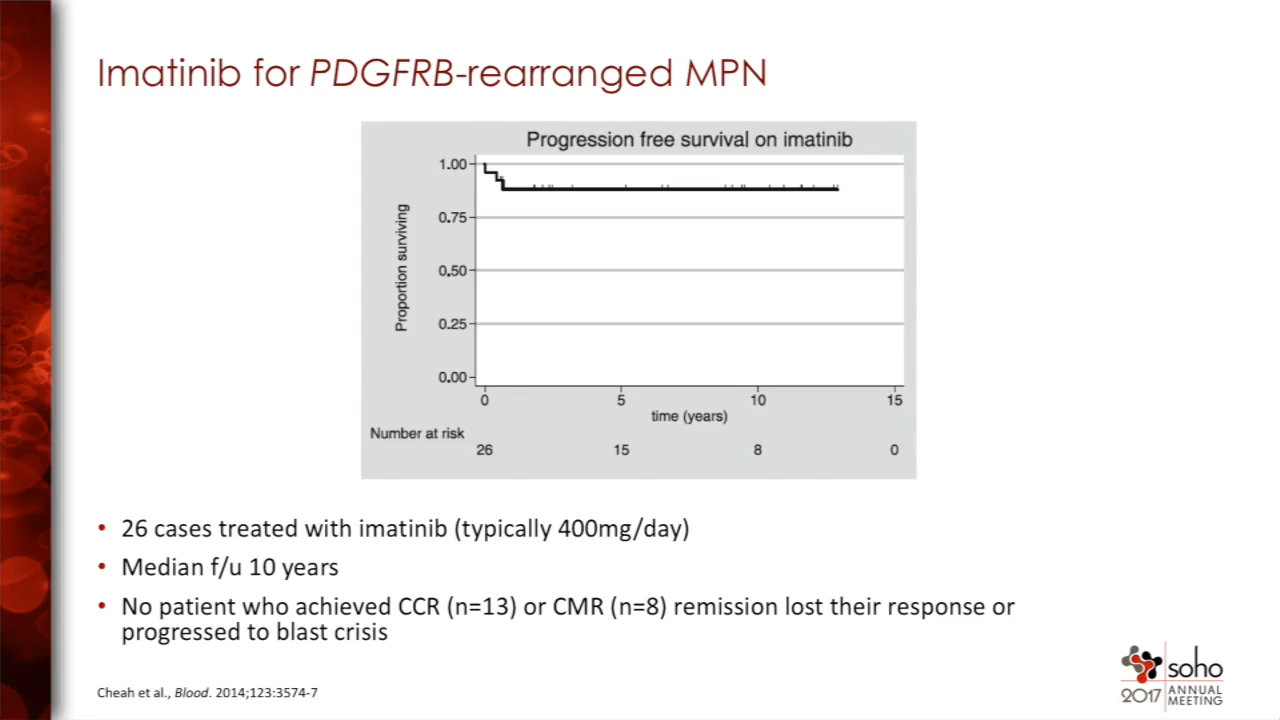 Imatinib for PDGFRB-rearranged MPN
Progression free survival on imatinib
Proportion surviving
1.00
0.75
0.50
0.25
0.00
0 5 10 15
time (years)
Number at risk
26 15 8 0
• 26 cases treated with imatinib (typically 400mg/day)
• Median f/u 10 years
• No patient who achieved CCR (n=13) or CMR (n=8) remission lost their response or
progressed to blast crisis
Cheah et al., Blood. 2014;123:3574-7
soho
2017 ANNUAL
MEETING